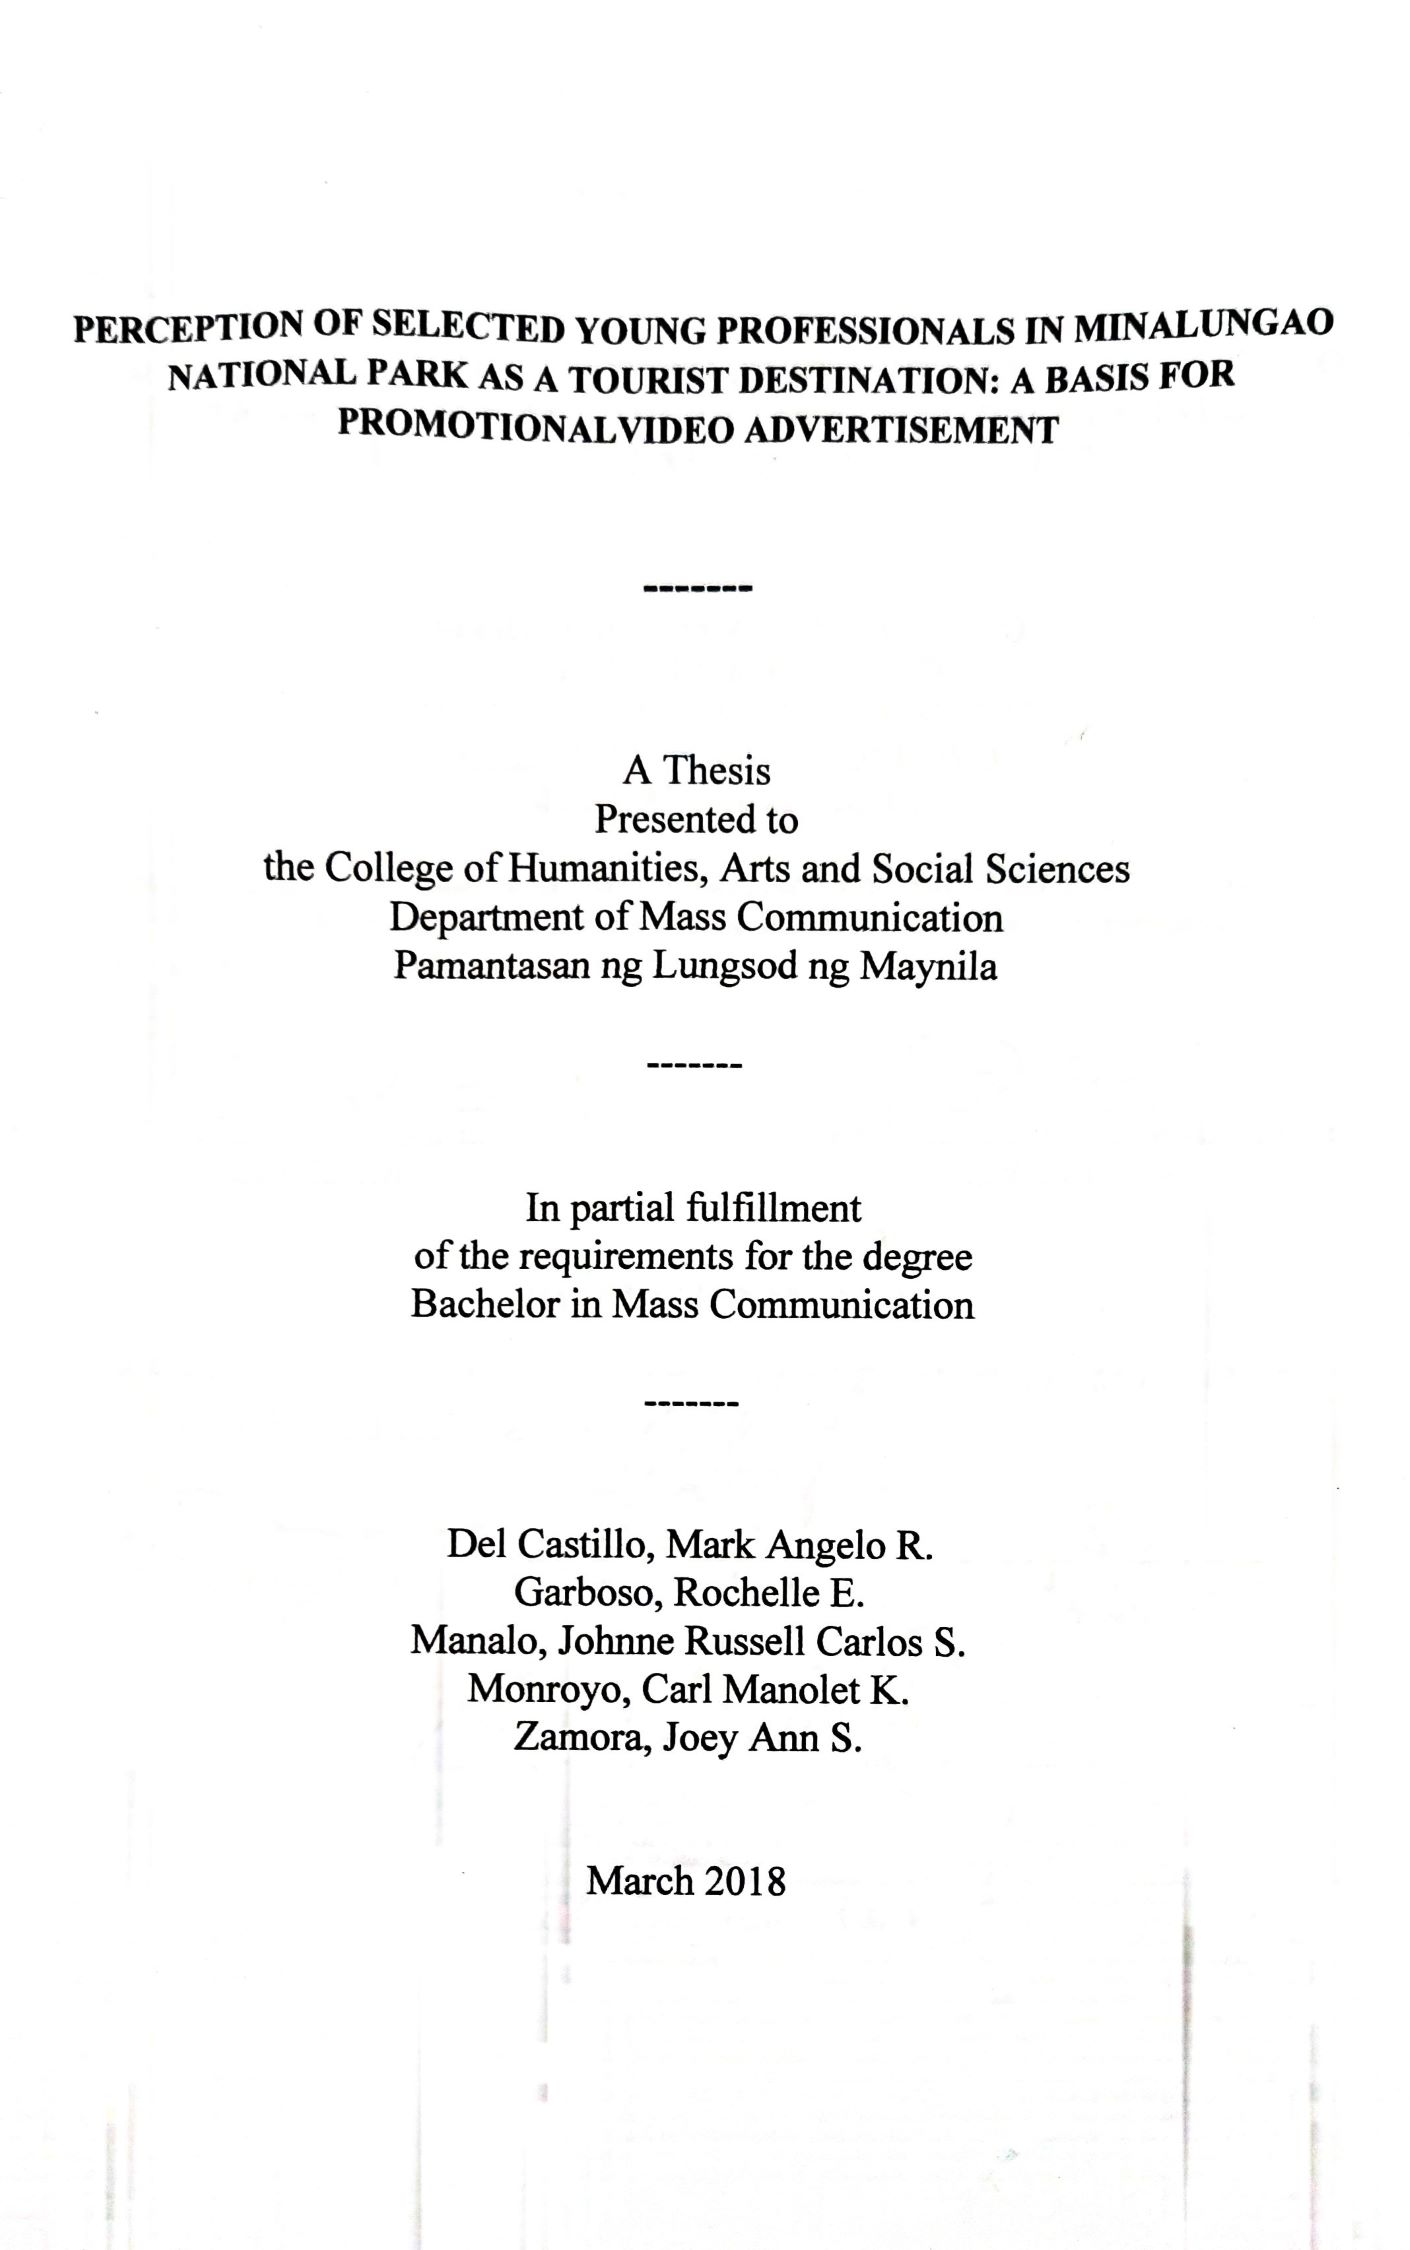 PERCEPTION OF SELECTED YOUNG PROFESSIONALS IN MINALUNGAO
NATIONAL PARK AS A TOURIST DESTINATION: A BASIS FOR
PROMOTIONALVIDEO ADVERTISEMENT
-------
A Thesis
Presented to
the College of Humanities, Arts and Social Sciences
Department of Mass Communication
Pamantasan ng Lungsod ng Maynila
-------
In partial fulfillment
of the requirements for the degree
Bachelor in Mass Communication
-------
Del Castillo, Mark Angelo R.
Garboso, Rochelle E.
Manalo, Johnne Russell Carlos S.
Monroyo, Carl Manolet K.
Zamora, Joey Ann S.
March 2018